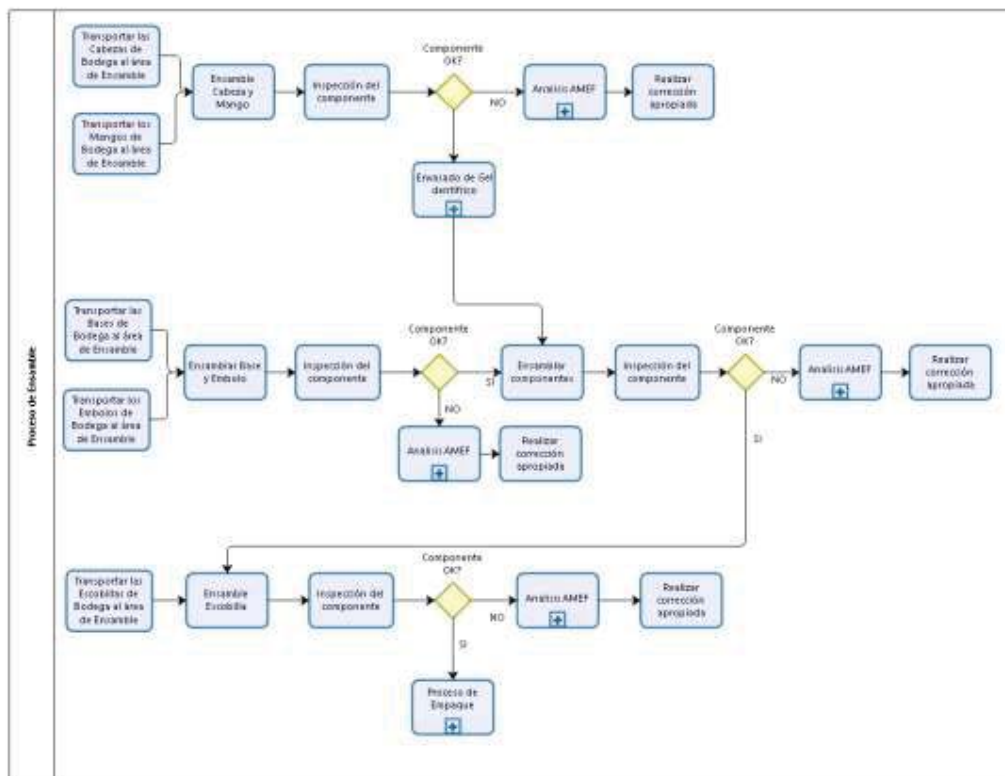 Proceso de Ensamble
Transportar las
Cabezas de
Bodega al área
de Ensamble
Transportar los
Mangos de
Bodega al área
de Ensamble
Ensamble
Cabeza y
Mango
Inspección del
componente
Componente
OK?
NO
Análisis AMEF
Realizar
corrección
apropiada
Envasado de Gel
dentífrico
Transportar las
Bases de
Bodega al área
de Ensamble
Transportar los
Embolos de
Bodega al área
de Ensamble
Ensamblar Base
y Embolo
Inspección del
componente
Componente
OK?
SÍ
NO
Análisis AMEF
Realizar
corrección
apropiada
Ensamblar
componentes
Inspección del
componente
Componente
OK?
NO
Análisis AMEF
Realizar
corrección
apropiada
SI
Transportar las
Escobillas de
Bodega al área
de Ensamble
Ensamble
Escobilla
Inspección del
componente
Componente
OK?
NO
Análisis AMEF
Realizar
corrección
apropiada
SI
Proceso de
Empaque